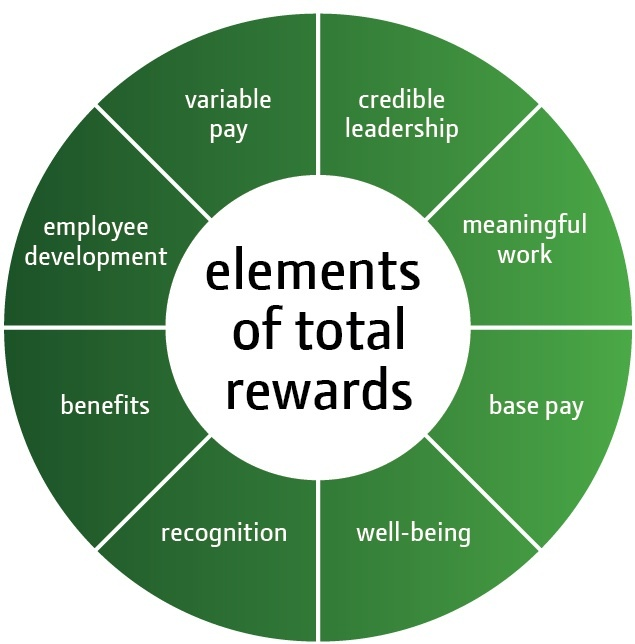 variable
pay
credible
leadership
employee
development
meaningful
work
elements
of total
rewards
benefits
base pay
recognition
well-being